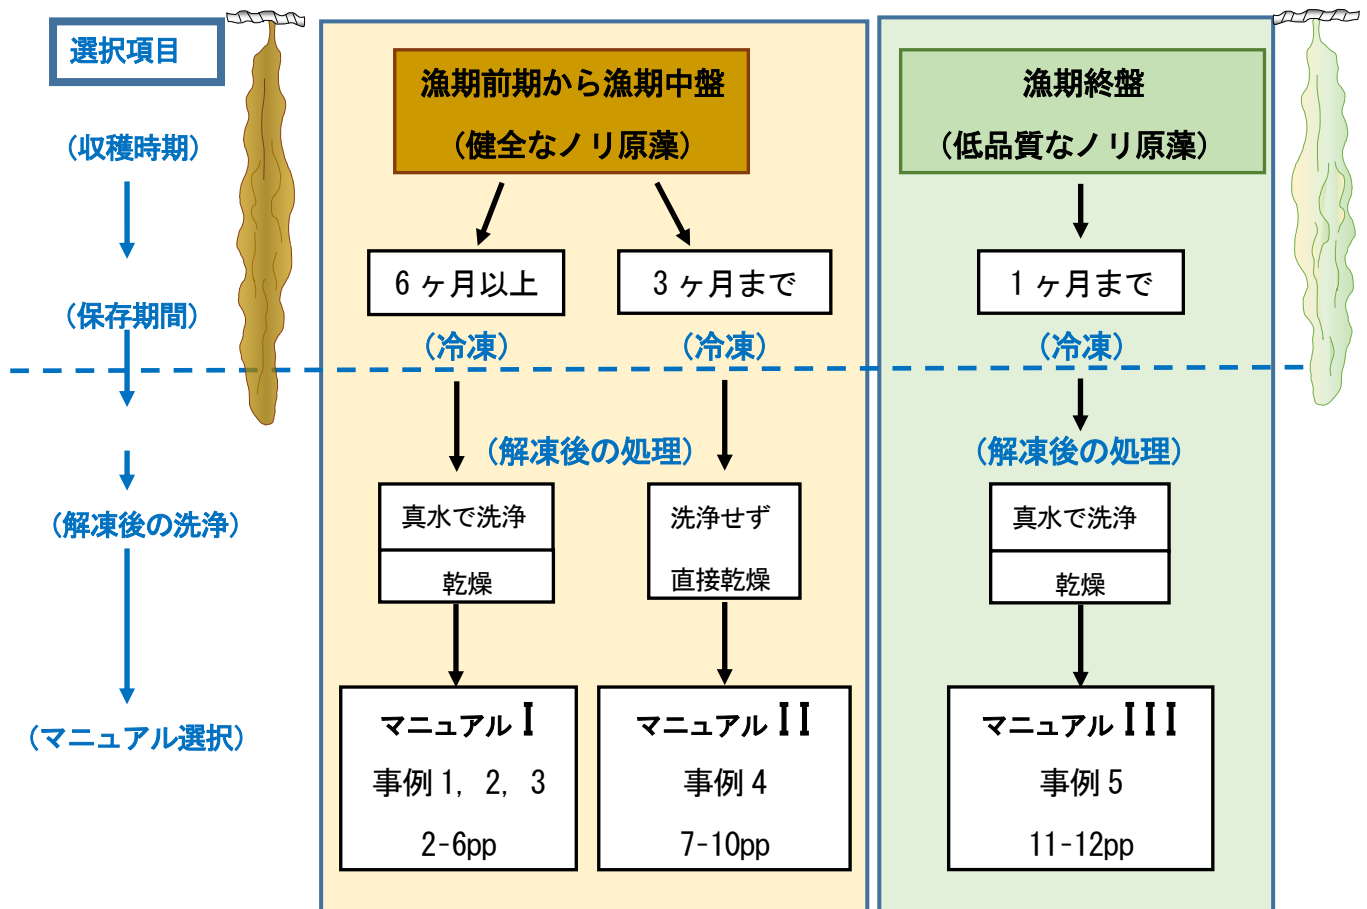 選択項目
(収穫時期)
(保存期間)
(解凍後の洗浄)
(マニュアル選択)
漁期前期から漁期中盤
(健全なノリ原藻)
6ヶ月以上
(冷凍)
3ヶ月まで
(冷凍)
(解凍後の処理)
真水で洗浄
乾燥
洗浄せず
直接乾燥
マニュアルⅠ
事例1, 2, 3
2-6pp
マニュアルⅠⅠ
事例4
7-10pp
漁期終盤
(低品質なノリ原藻)
1ヶ月まで
(冷凍)
(解凍後の処理)
真水で洗浄
乾燥
マニュアルⅠⅠⅠ
事例5
11-12pp